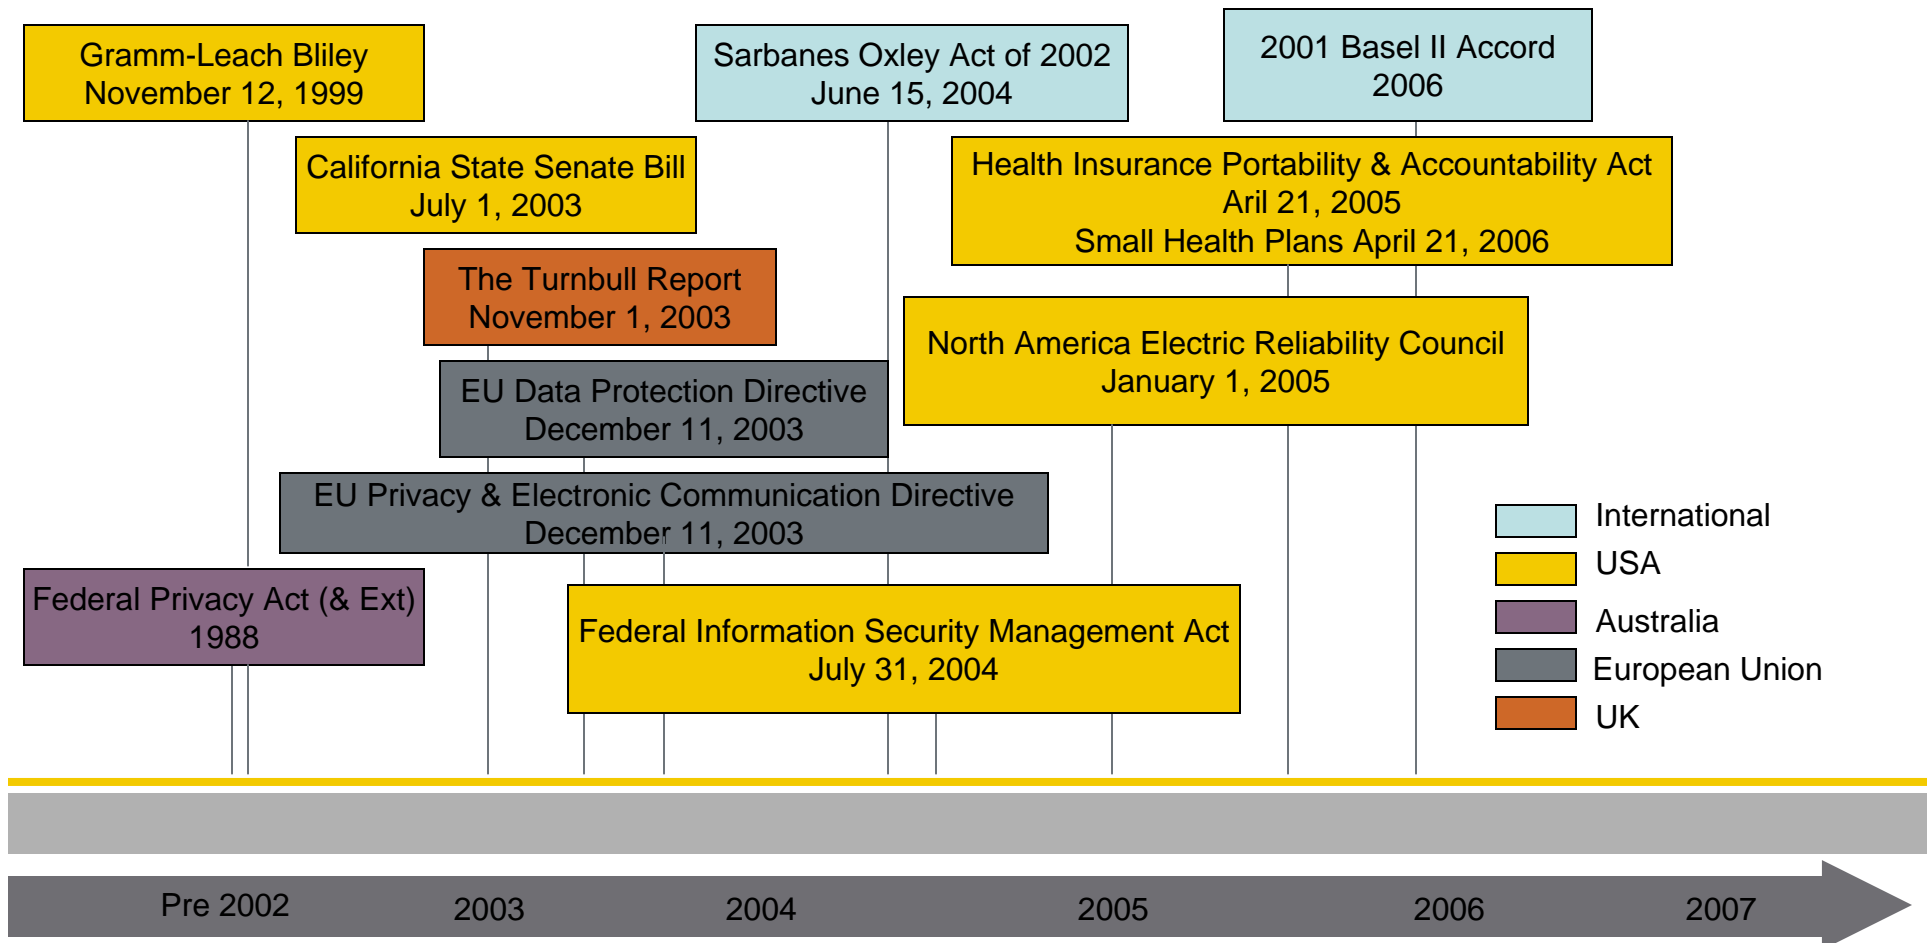 Gramm-Leach Bliley
November 12, 1999
Sarbanes Oxley Act of 2002
June 15, 2004
2001 Basel II Accord
2006
California State Senate Bill
July 1, 2003
Health Insurance Portability & Accountability Act
Aril 21, 2005
Small Health Plans April 21, 2006
The Turnbull Report
November 1, 2003
North America Electric Reliability Council
January 1, 2005
EU Data Protection Directive
December 11, 2003
EU Privacy & Electronic Communication Directive
December 11, 2003
Federal Privacy Act (& Ext)
1988
Federal Information Security Management Act
July 31, 2004
International
USA
Australia
European Union
UK
Pre 2002
2003
2004
2005
2006
2007